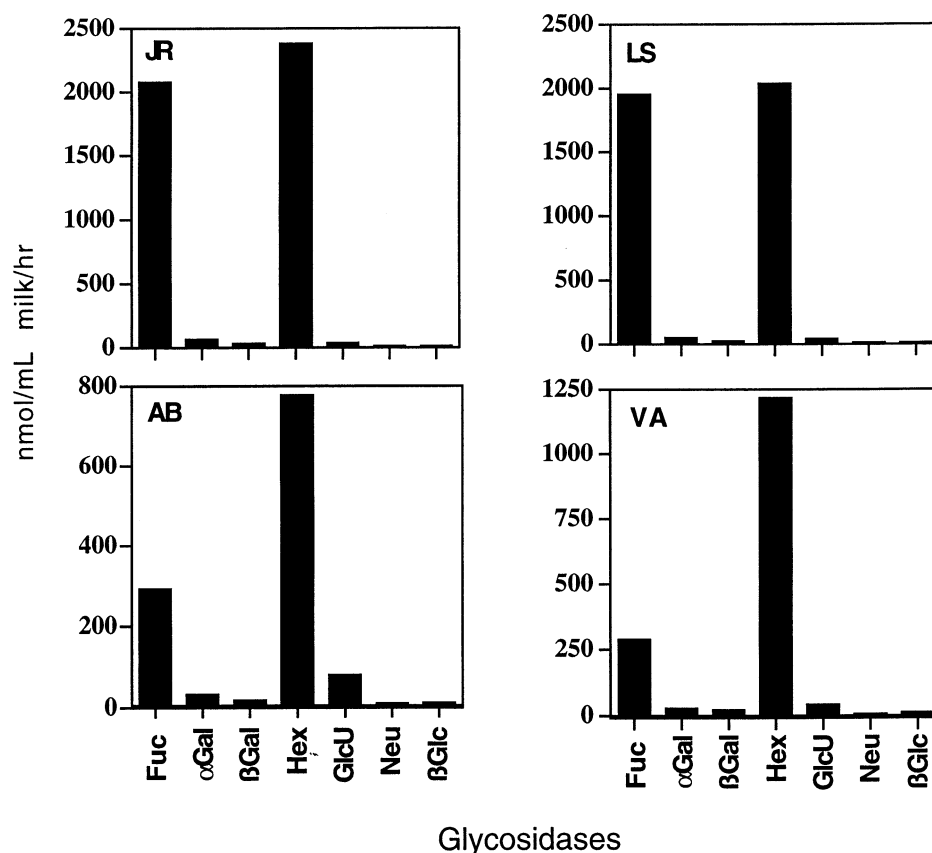 nmol/mL milk/hr
JR
2500
2000
1500
1000
500
0
LS
2500
2000
1500
1000
500
0
AB
800
600
400
200
0
Fuc
αGal
ßGal
Hex
GlcU
Neu
ßGlc
VA
1250
1000
750
500
250
0
Fuc
αGal
ßGal
Hex
GlcU
Neu
ßGlc
Glycosidases